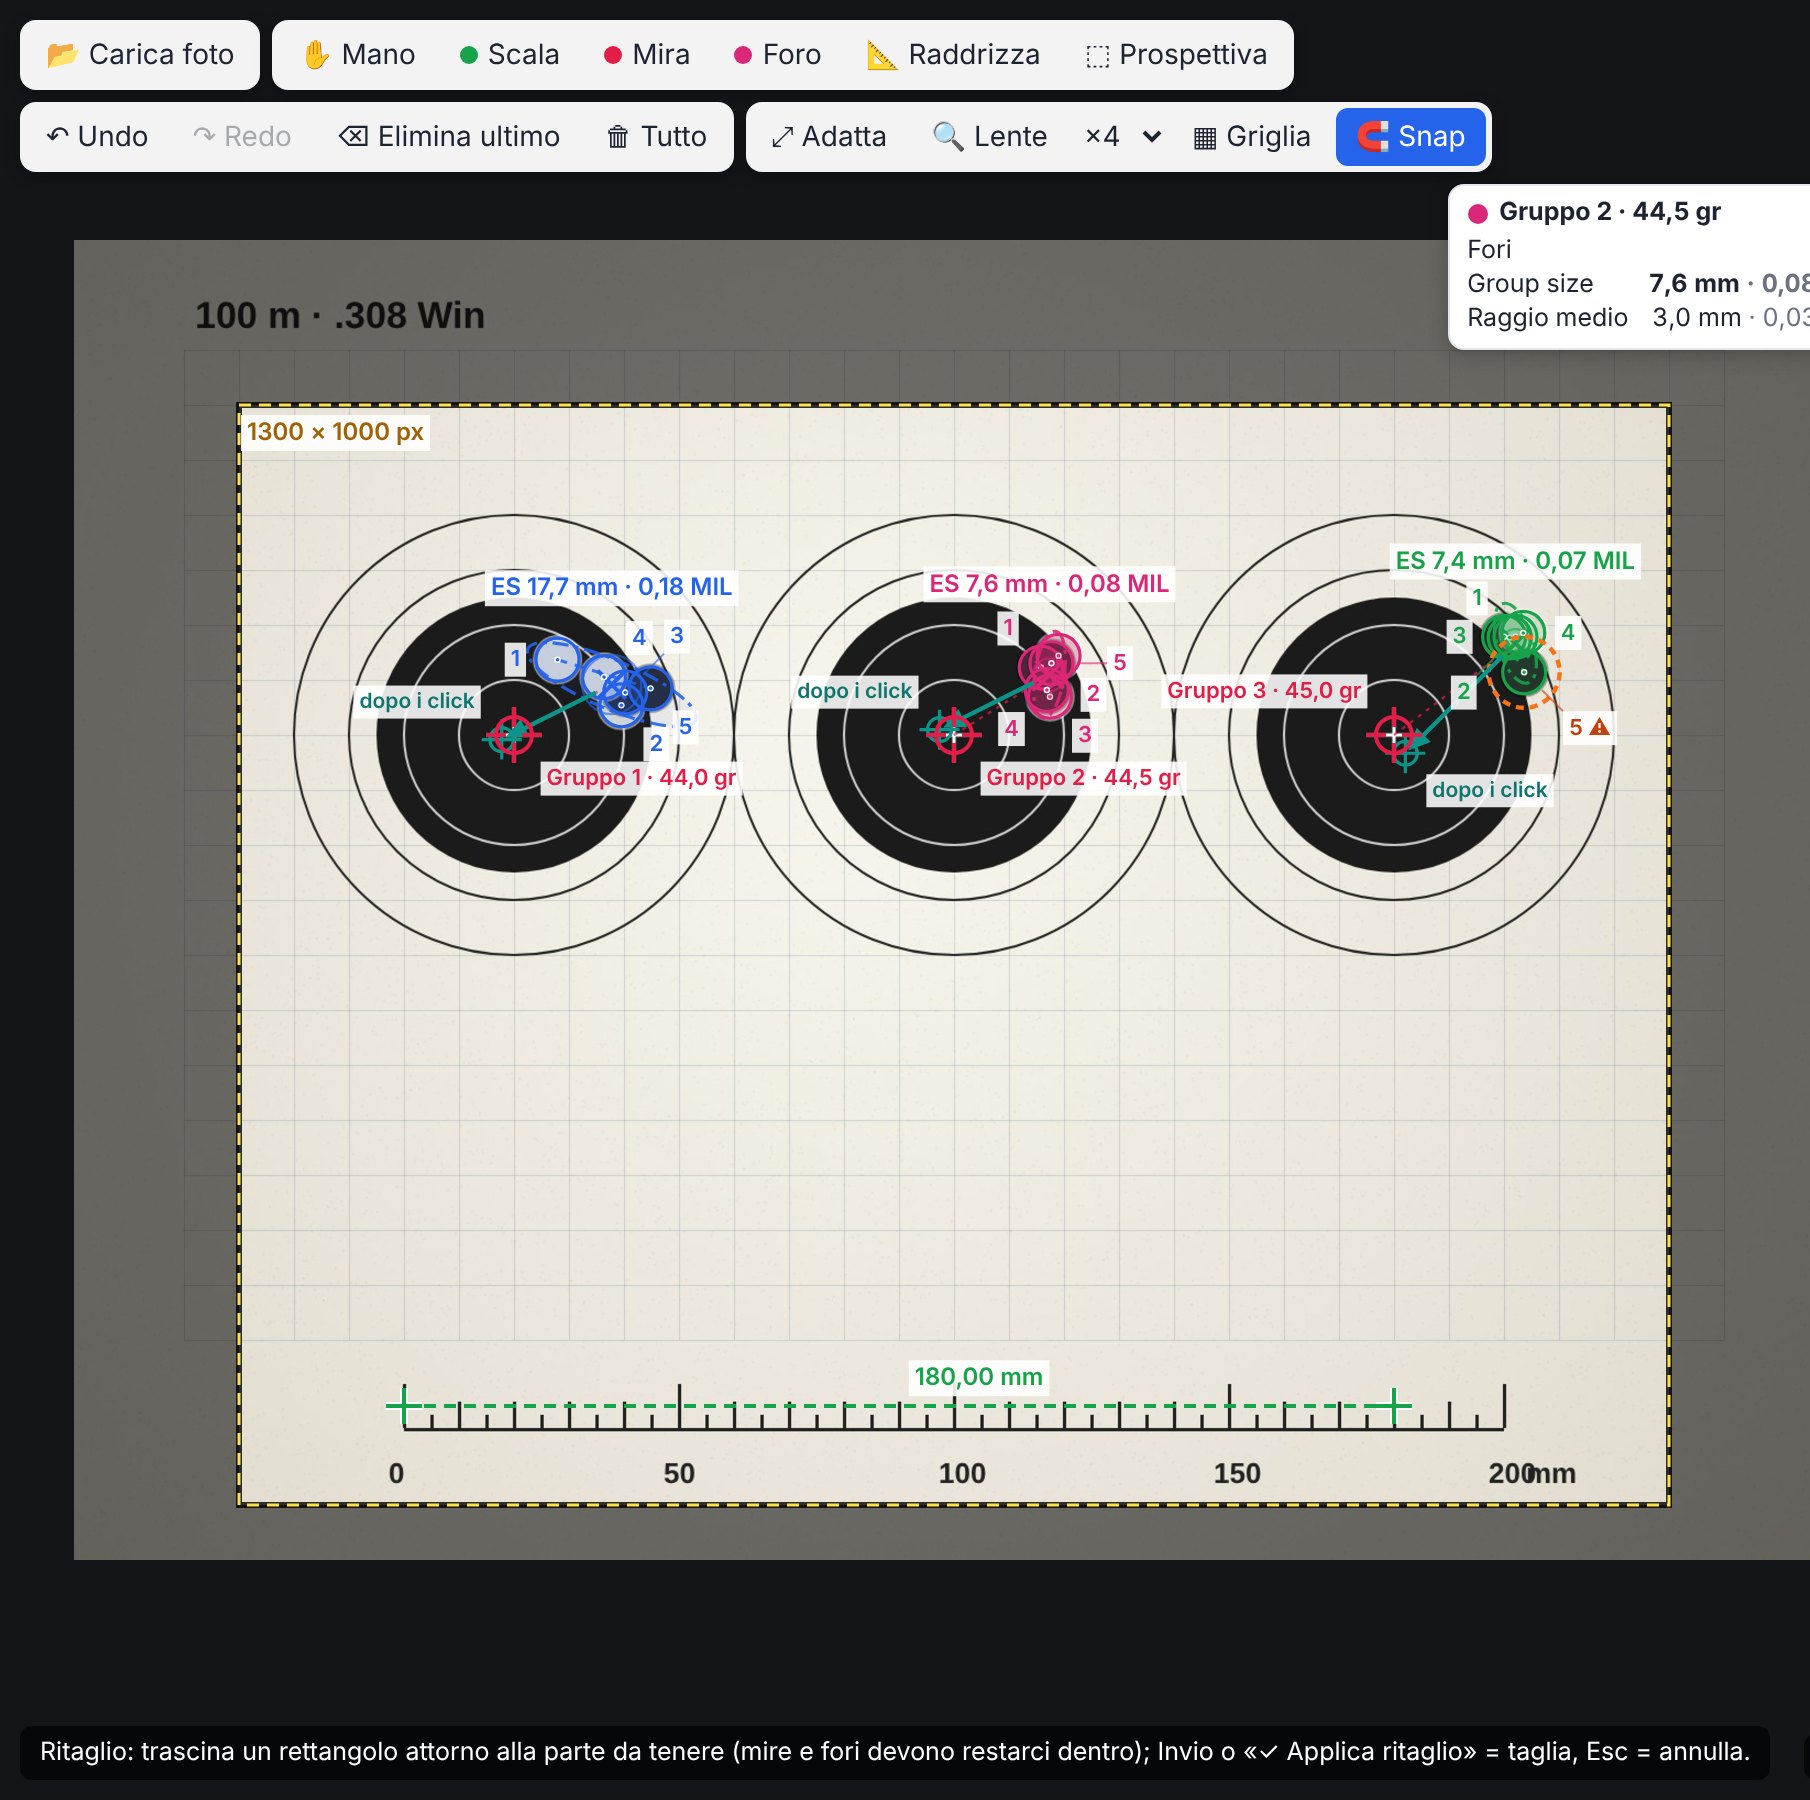 📂 Carica foto
✋ Mano
Scala
Mira
Foro
📐 Raddrizza
⬚ Prospettiva
↶ Undo
↷ Redo
⌫ Elimina ultimo
🗑 Tutto
⤢ Adatta
🔍 Lente
×4
▦ Griglia
🧲 Snap
Gruppo 2 · 44,5 gr
Fori
Group size 7,6 mm · 0,08
Raggio medio 3,0 mm · 0,03
100 m · .308 Win
1300 × 1000 px
ES 17,7 mm · 0,18 MIL
1
4
3
dopo i click
5
2
Gruppo 1 · 44,0 gr
ES 7,6 mm · 0,08 MIL
1
5
dopo i click
2
4
3
Gruppo 2 · 44,5 gr
ES 7,4 mm · 0,07 MIL
1
3
4
Gruppo 3 · 45,0 gr
2
5 ⚠
dopo i click
180,00 mm
0
50
100
150
200mm
Ritaglio: trascina un rettangolo attorno alla parte da tenere (mire e fori devono restarci dentro); Invio o «✓ Applica ritaglio» = taglia, Esc = annulla.